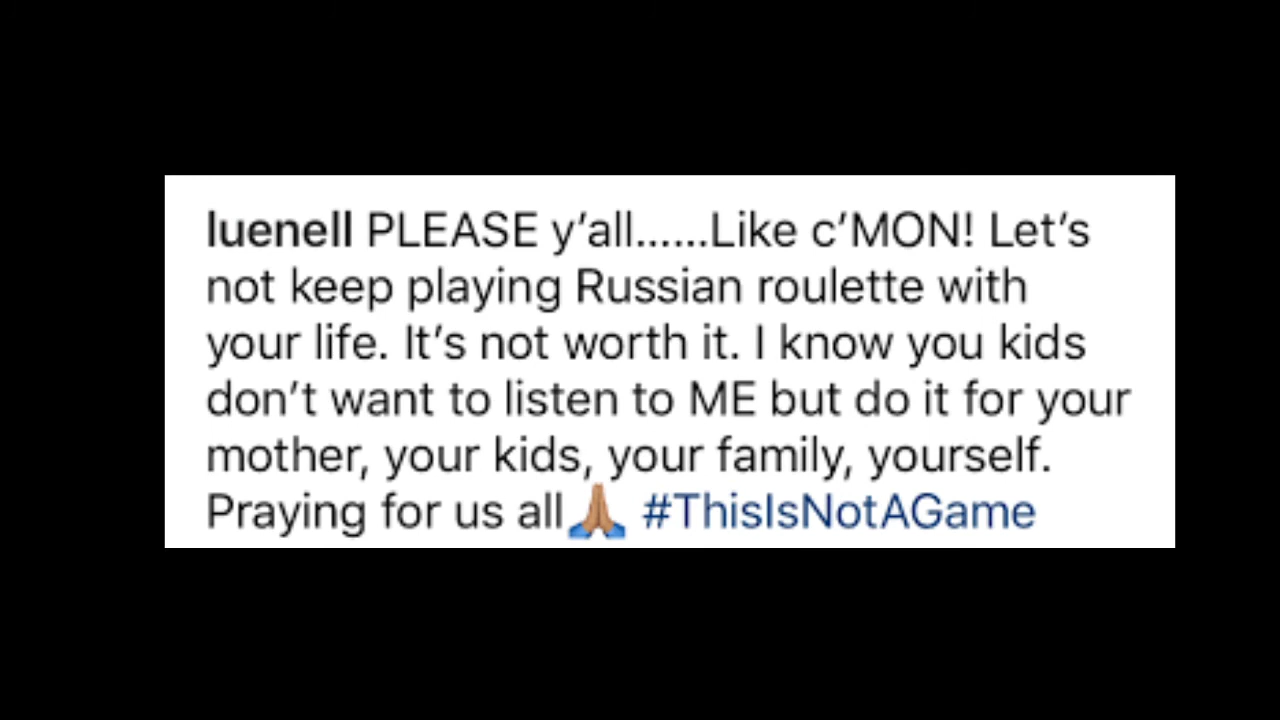 luenell PLEASE y’all......Like c’MON! Let’s
not keep playing Russian roulette with
your life. It’s not worth it. I know you kids
don’t want to listen to ME but do it for your
mother, your kids, your family, yourself.
Praying for us all🙏🏽 #ThisIsNotAGame